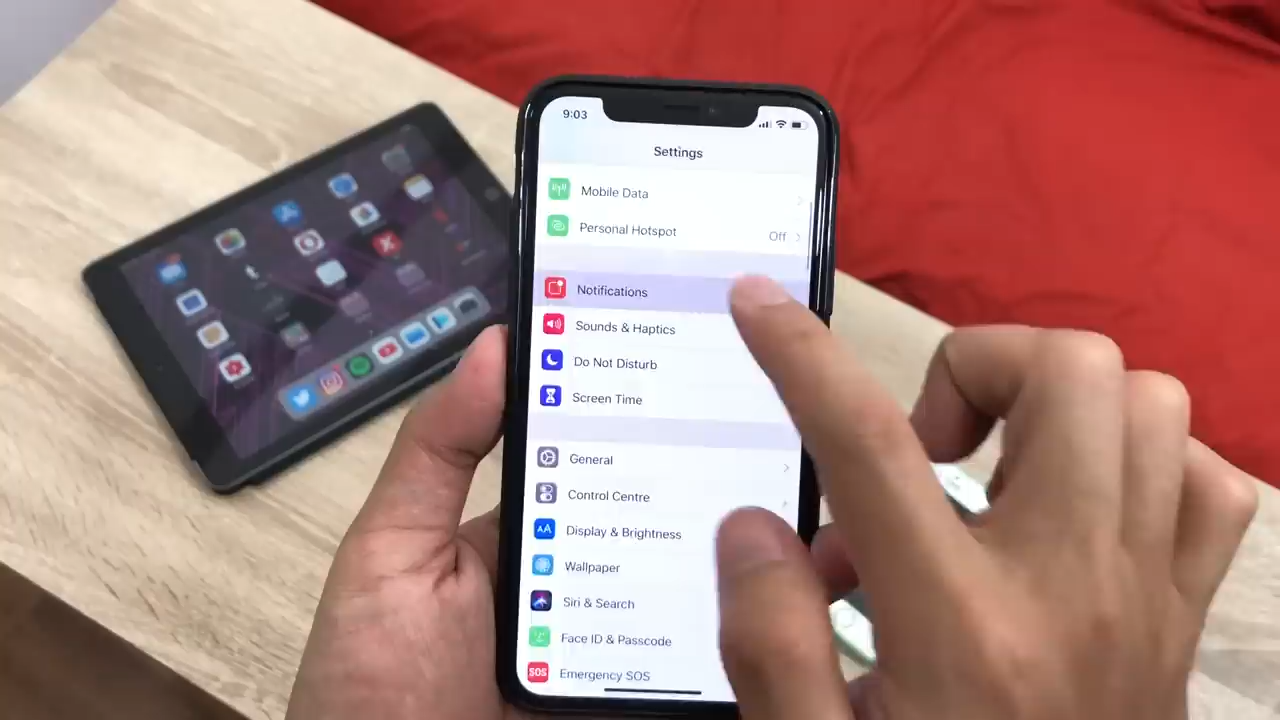 9:03
Settings
Mobile Data
Personal Hotspot Off
Notifications
Sounds & Haptics
Do Not Disturb
Screen Time
General
Control Centre
AA Display & Brightness
Wallpaper
Siri & Search
Face ID & Passcode
SOS Emergency SOS